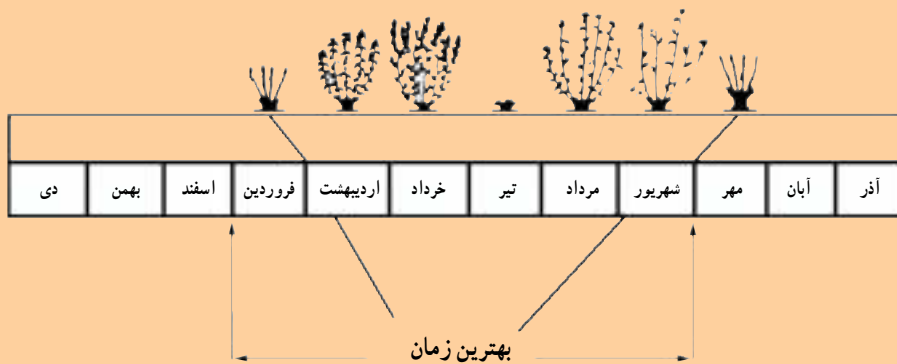 آذر آبان مهر شهریور مرداد تیر خرداد اردیبهشت فروردین اسفند بهمن دی
بهترین زمان